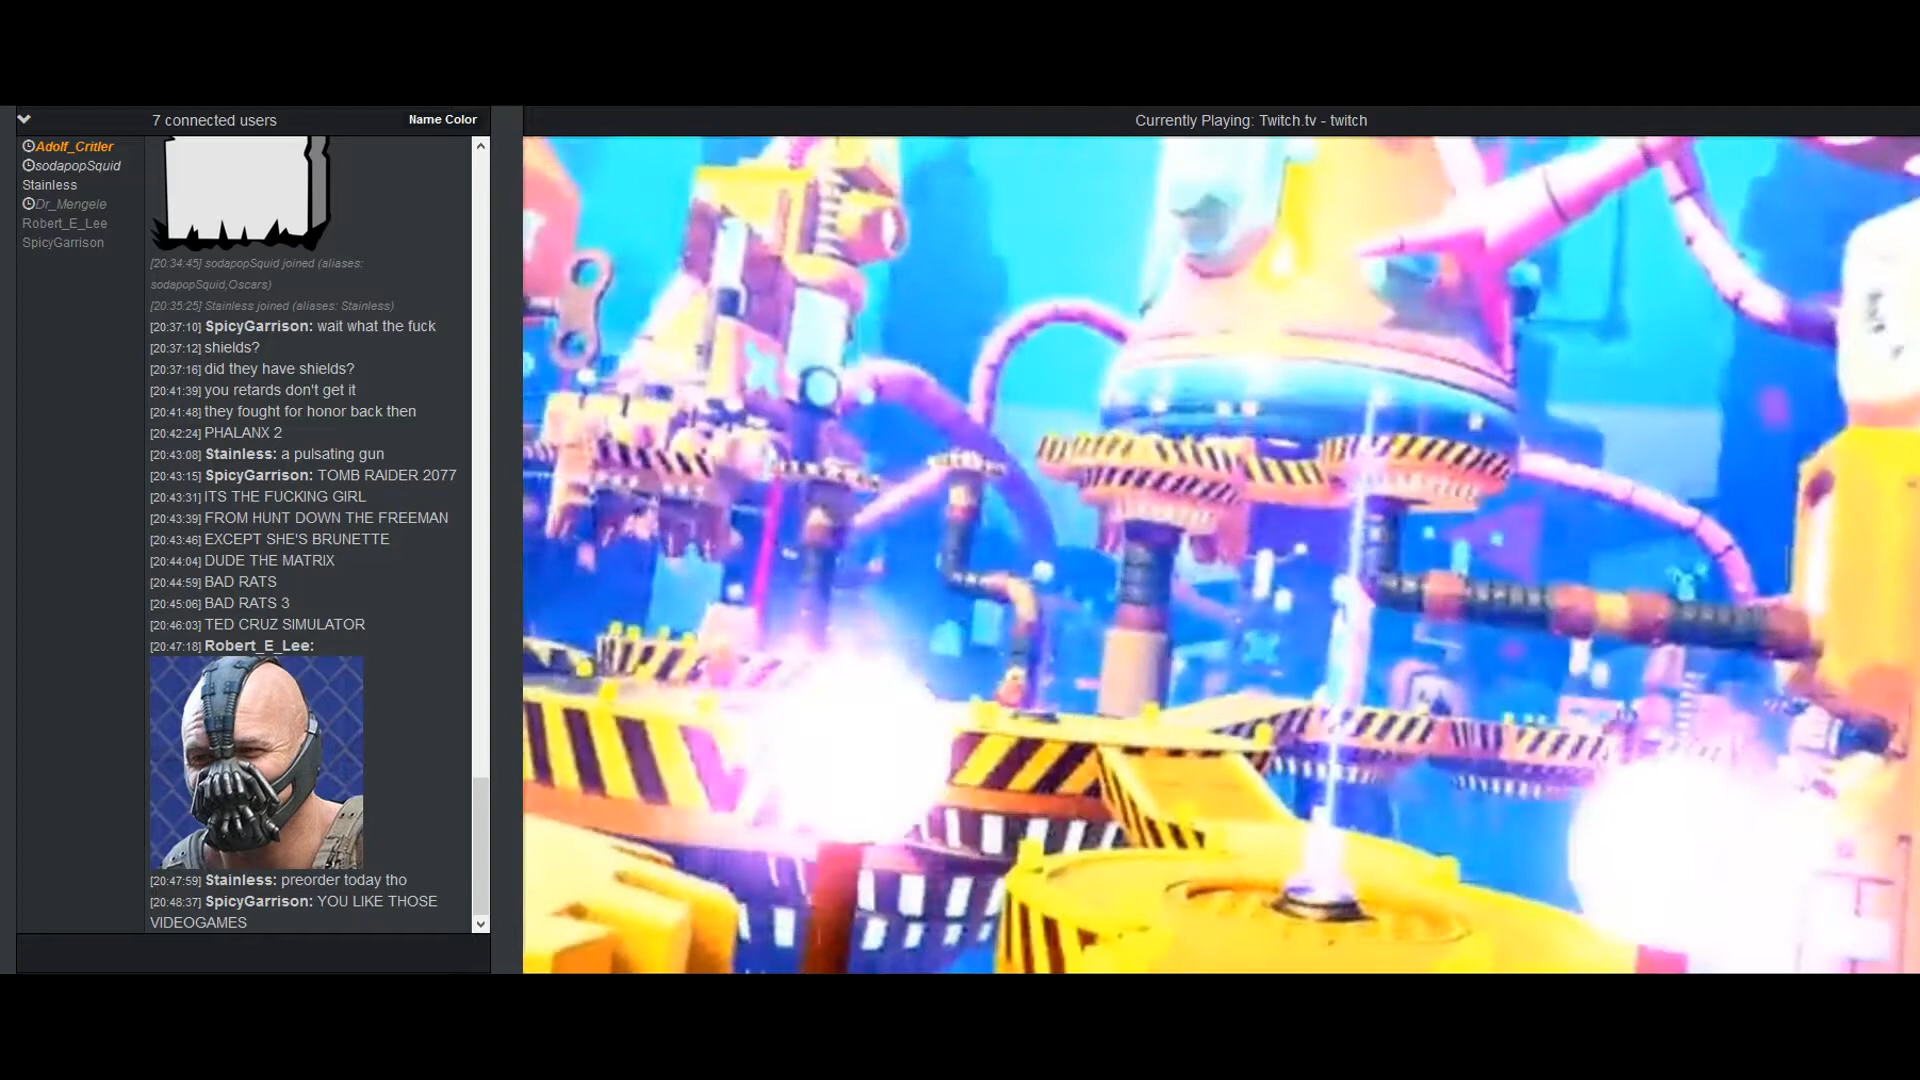 7 connected users
Name Color
Currently Playing: Twitch.tv - twitch
Adolf_Critler
sodapopSquid
Stainless
Dr_Mengele
Robert_E_Lee
SpicyGarrison
[20:34:45] sodapopSquid joined (aliases:
sodapopSquid,Oscars)
[20:35:25] Stainless joined (aliases: Stainless)
[20:37:10] SpicyGarrison: wait what the fuck
[20:37:12] shields?
[20:37:16] did they have shields?
[20:41:39] you retards don't get it
[20:41:48] they fought for honor back then
[20:42:24] PHALANX 2
[20:43:08] Stainless: a pulsating gun
[20:43:15] SpicyGarrison: TOMB RAIDER 2077
[20:43:31] ITS THE FUCKING GIRL
[20:43:39] FROM HUNT DOWN THE FREEMAN
[20:43:46] EXCEPT SHE'S BRUNETTE
[20:44:04] DUDE THE MATRIX
[20:44:59] BAD RATS
[20:45:06] BAD RATS 3
[20:46:03] TED CRUZ SIMULATOR
[20:47:18] Robert_E_Lee:
[20:47:59] Stainless: preorder today tho
[20:48:37] SpicyGarrison: YOU LIKE THOSE
VIDEOGAMES